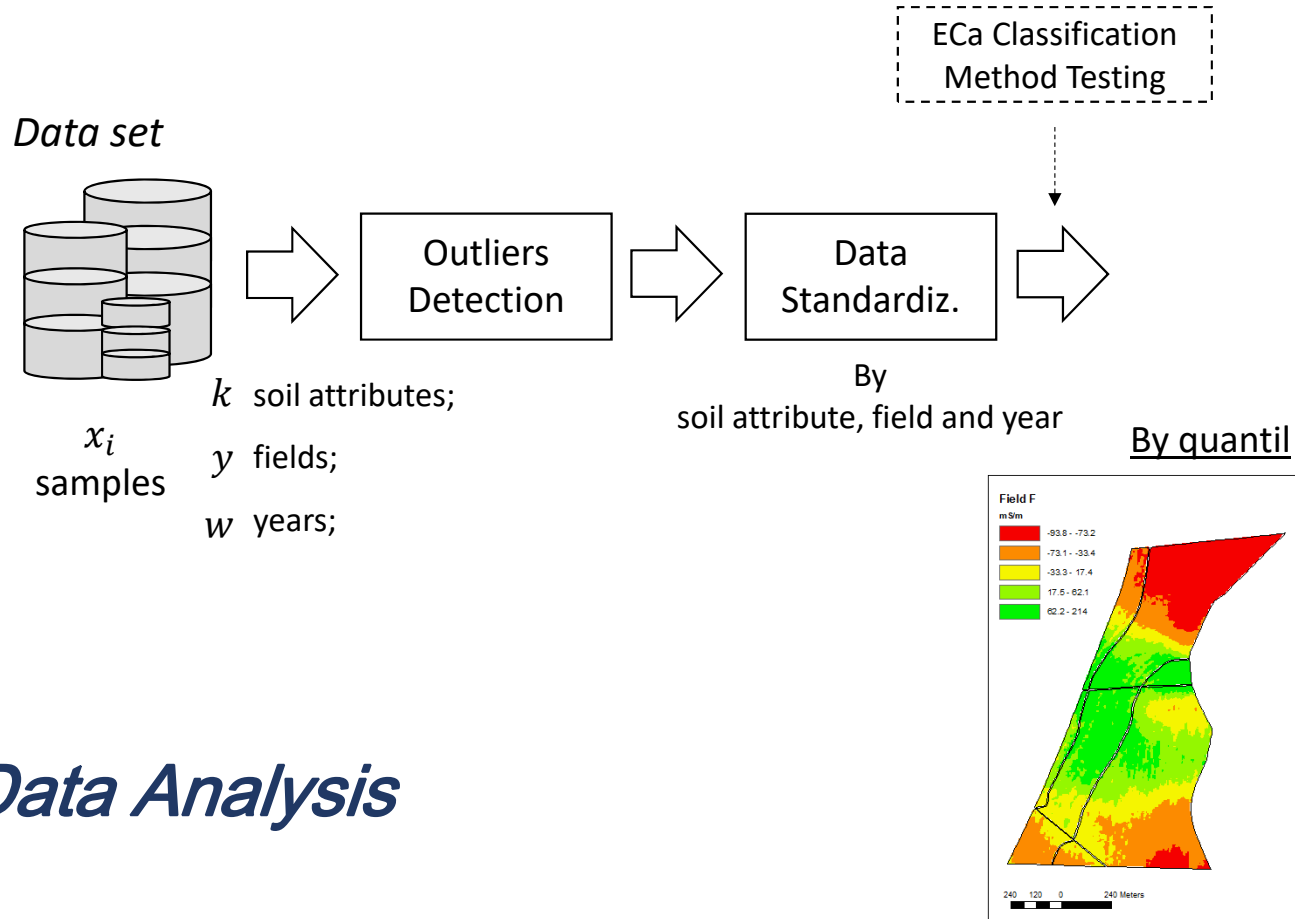 ECa Classification
Method Testing
Data set
Outliers
Detection
Data
Standardiz.
x_i
samples
k soil attributes;
y fields;
w years;
By
soil attribute, field and year
By quantil
Field F
mS/m
-93.8 - -73.2
-73.1 - -33.4
-33.3 - 17.4
17.5 - 62.1
62.2 - 214
240 120 0 240 Meters
Data Analysis